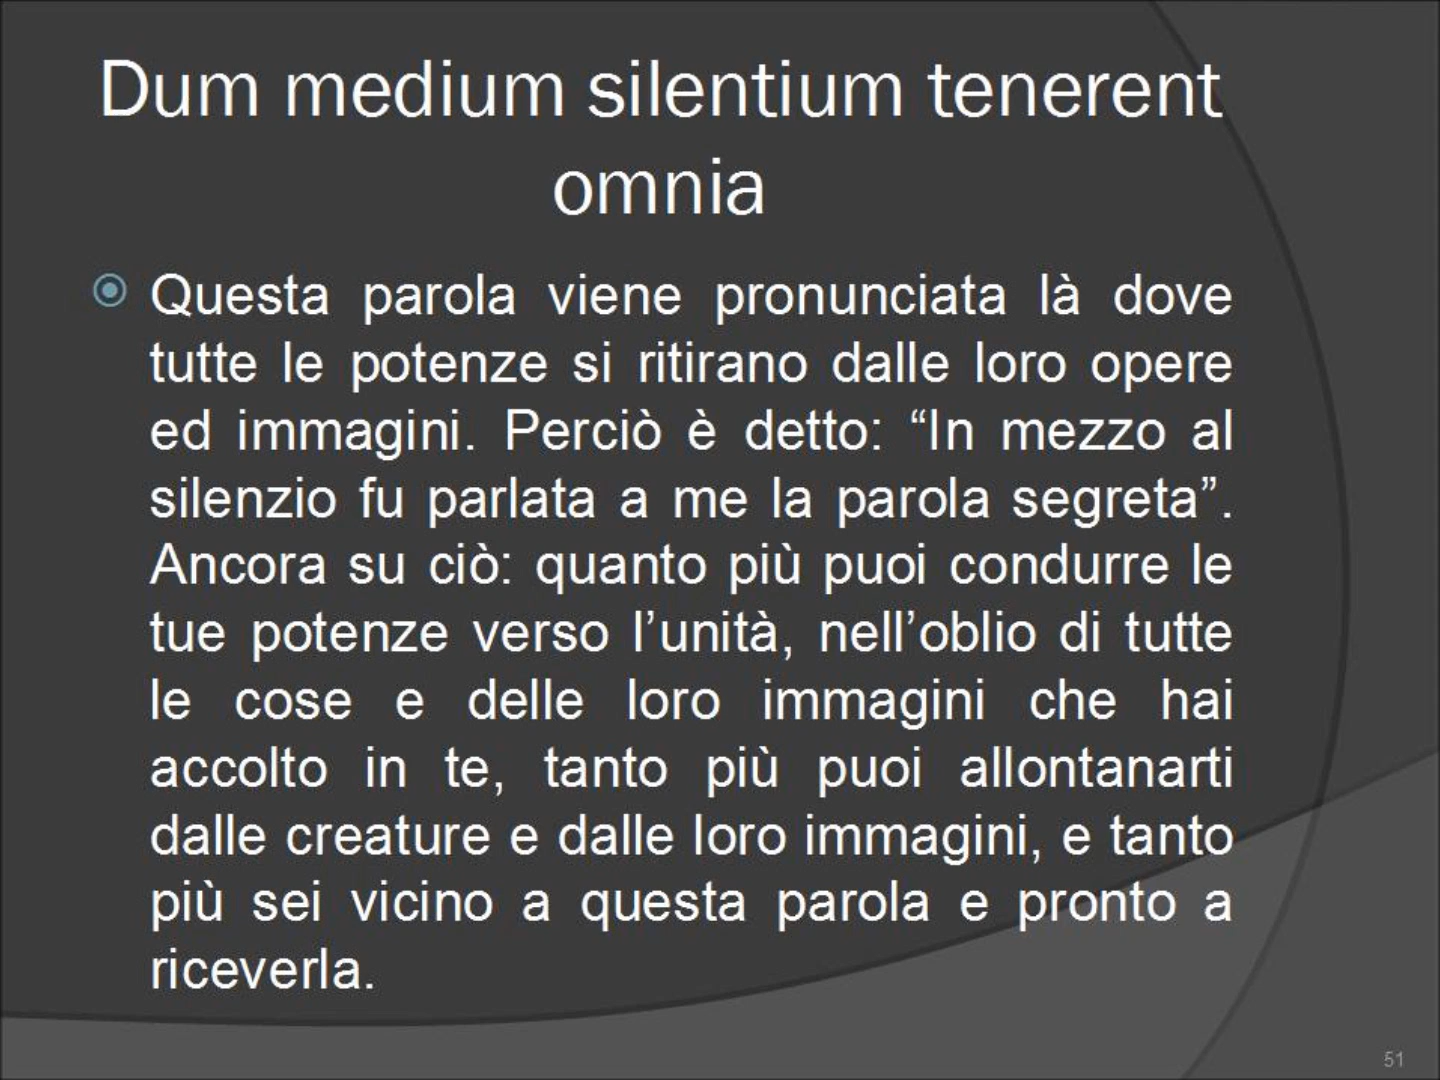 Dum medium silentium tenerent
omnia
Questa parola viene pronunciata là dove
tutte le potenze si ritirano dalle loro opere
ed immagini. Perciò è detto: “In mezzo al
silenzio fu parlata a me la parola segreta”.
Ancora su ciò: quanto più puoi condurre le
tue potenze verso l’unità, nell’oblio di tutte
le cose e delle loro immagini che hai
accolto in te, tanto più puoi allontanarti
dalle creature e dalle loro immagini, e tanto
più sei vicino a questa parola e pronto a
riceverla.
51